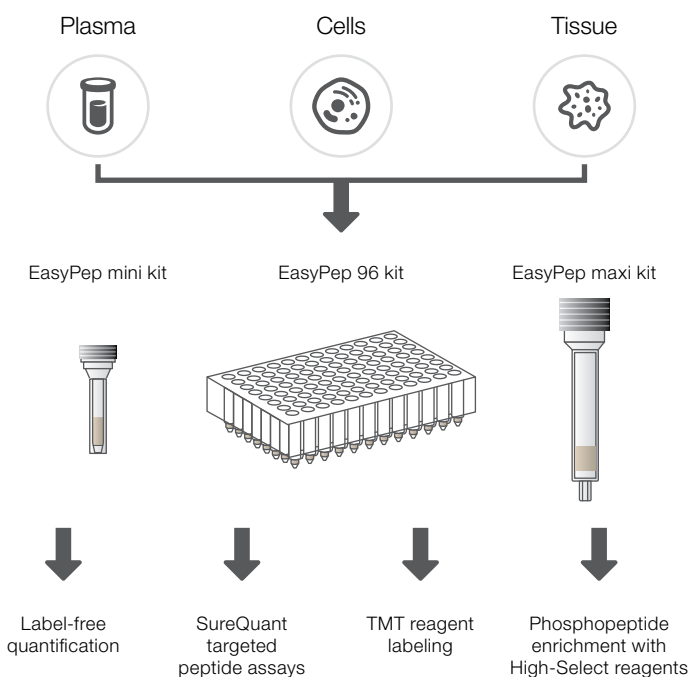 Plasma
Cells
Tissue
EasyPep mini kit
EasyPep 96 kit
EasyPep maxi kit
Label-free
quantification
SureQuant
targeted
peptide assays
TMT reagent
labeling
Phosphopeptide
enrichment with
High-Select reagents